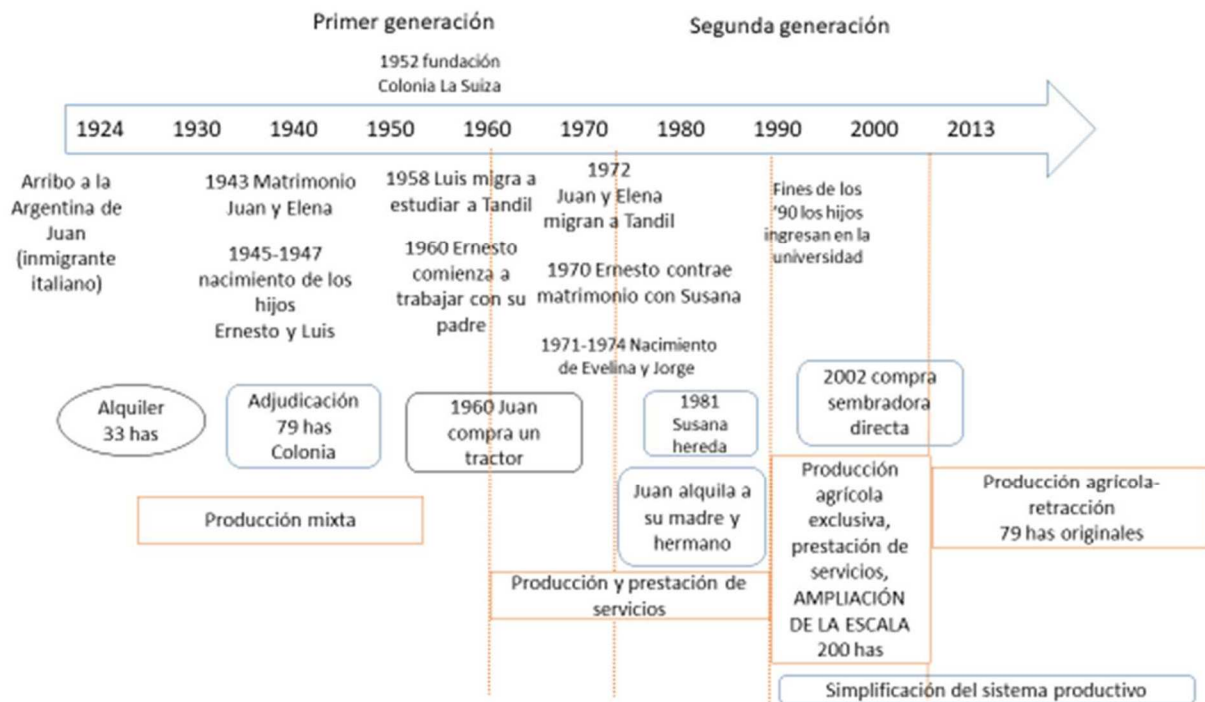 Primer generación
Segunda generación
1952 fundación
Colonia La Suiza
1924 1930 1940 1950 1960 1970 1980 1990 2000 2013
Arribo a la
Argentina de
Juan
(inmigrante
italiano)
1943 Matrimonio
Juan y Elena
1945-1947
nacimiento de los
hijos
Ernesto y Luis
1958 Luis migra a
estudiar a Tandil
1960 Ernesto
comienza a
trabajar con su
padre
1972
Juan y Elena
migran a Tandil
1970 Ernesto contrae
matrimonio con Susana
1971-1974 Nacimiento
de Evelina y Jorge
Fines de los
'90 los hijos
ingresan en la
universidad
Alquiler
33 has
Adjudicación
79 has
Colonia
1960 Juan
compra un
tractor
1981
Susana
hereda
2002 compra
sembradora
directa
Producción mixta
Juan alquila a
su madre y
hermano
Producción y prestación de
servicios
Producción
agrícola
exclusiva,
prestación de
servicios,
AMPLIACIÓN
DE LA ESCALA
200 has
Producción agrícola-
retracción
79 has originales
Simplificación del sistema productivo